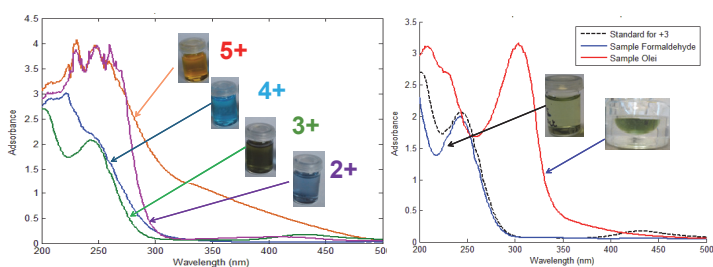 4.5
4
3.5
3
2.5
2
1.5
1
0.5
0
Adsorbance
200 250 300 350 400 450 500
Wavelength (nm)
5+
4+
3+
2+
3.5
3
2.5
2
1.5
1
0.5
0
Adsorbance
200 250 300 350 400 450 500
Wavelength (nm)
Standard for +3
Sample Formaldehyde
Sample Olei